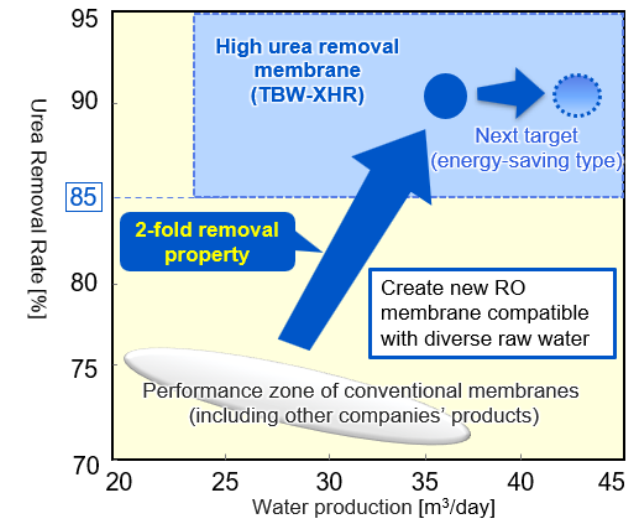 95
90
85
80
75
70
Urea Removal Rate [%]
High urea removal
membrane
(TBW-XHR)
Next target
(energy-saving type)
2-fold removal
property
Create new RO
membrane compatible
with diverse raw water
Performance zone of conventional membranes
(including other companies' products)
20
25
30
35
40
45
Water production [m³/day]